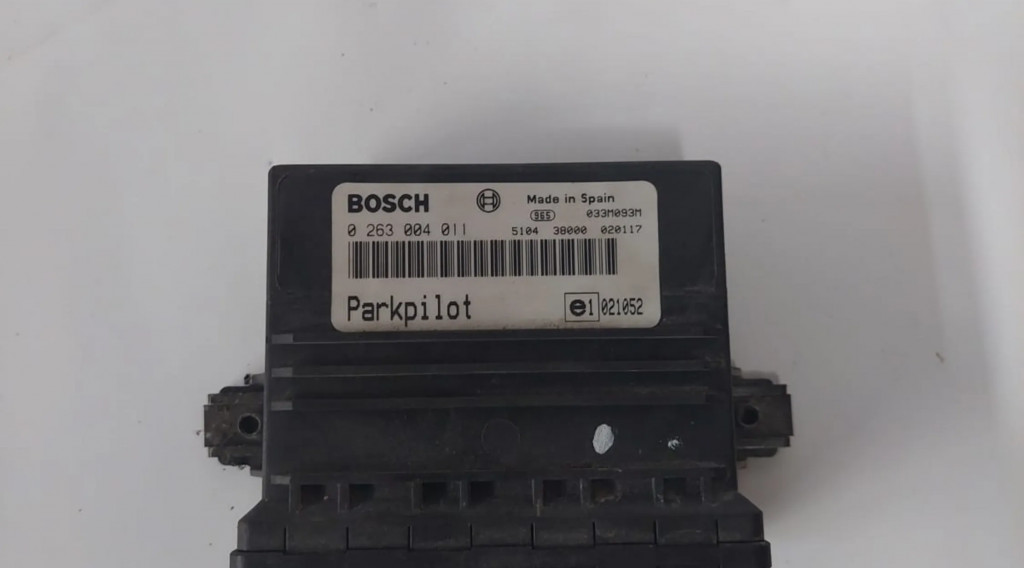 BOSCH Made in Spain
965 033M093M
0 263 004 011 5104 38000 020117
Parkpilot e1 021052